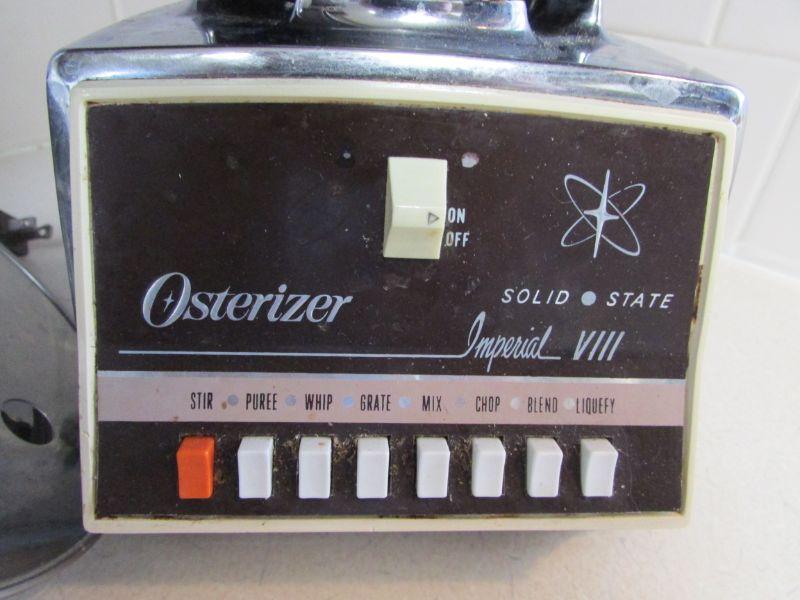 ON
OFF
Osterizer
SOLID ● STATE
Imperial VIII
STIR ● PUREE ● WHIP ● GRATE ● MIX ● CHOP ● BLEND ● LIQUEFY